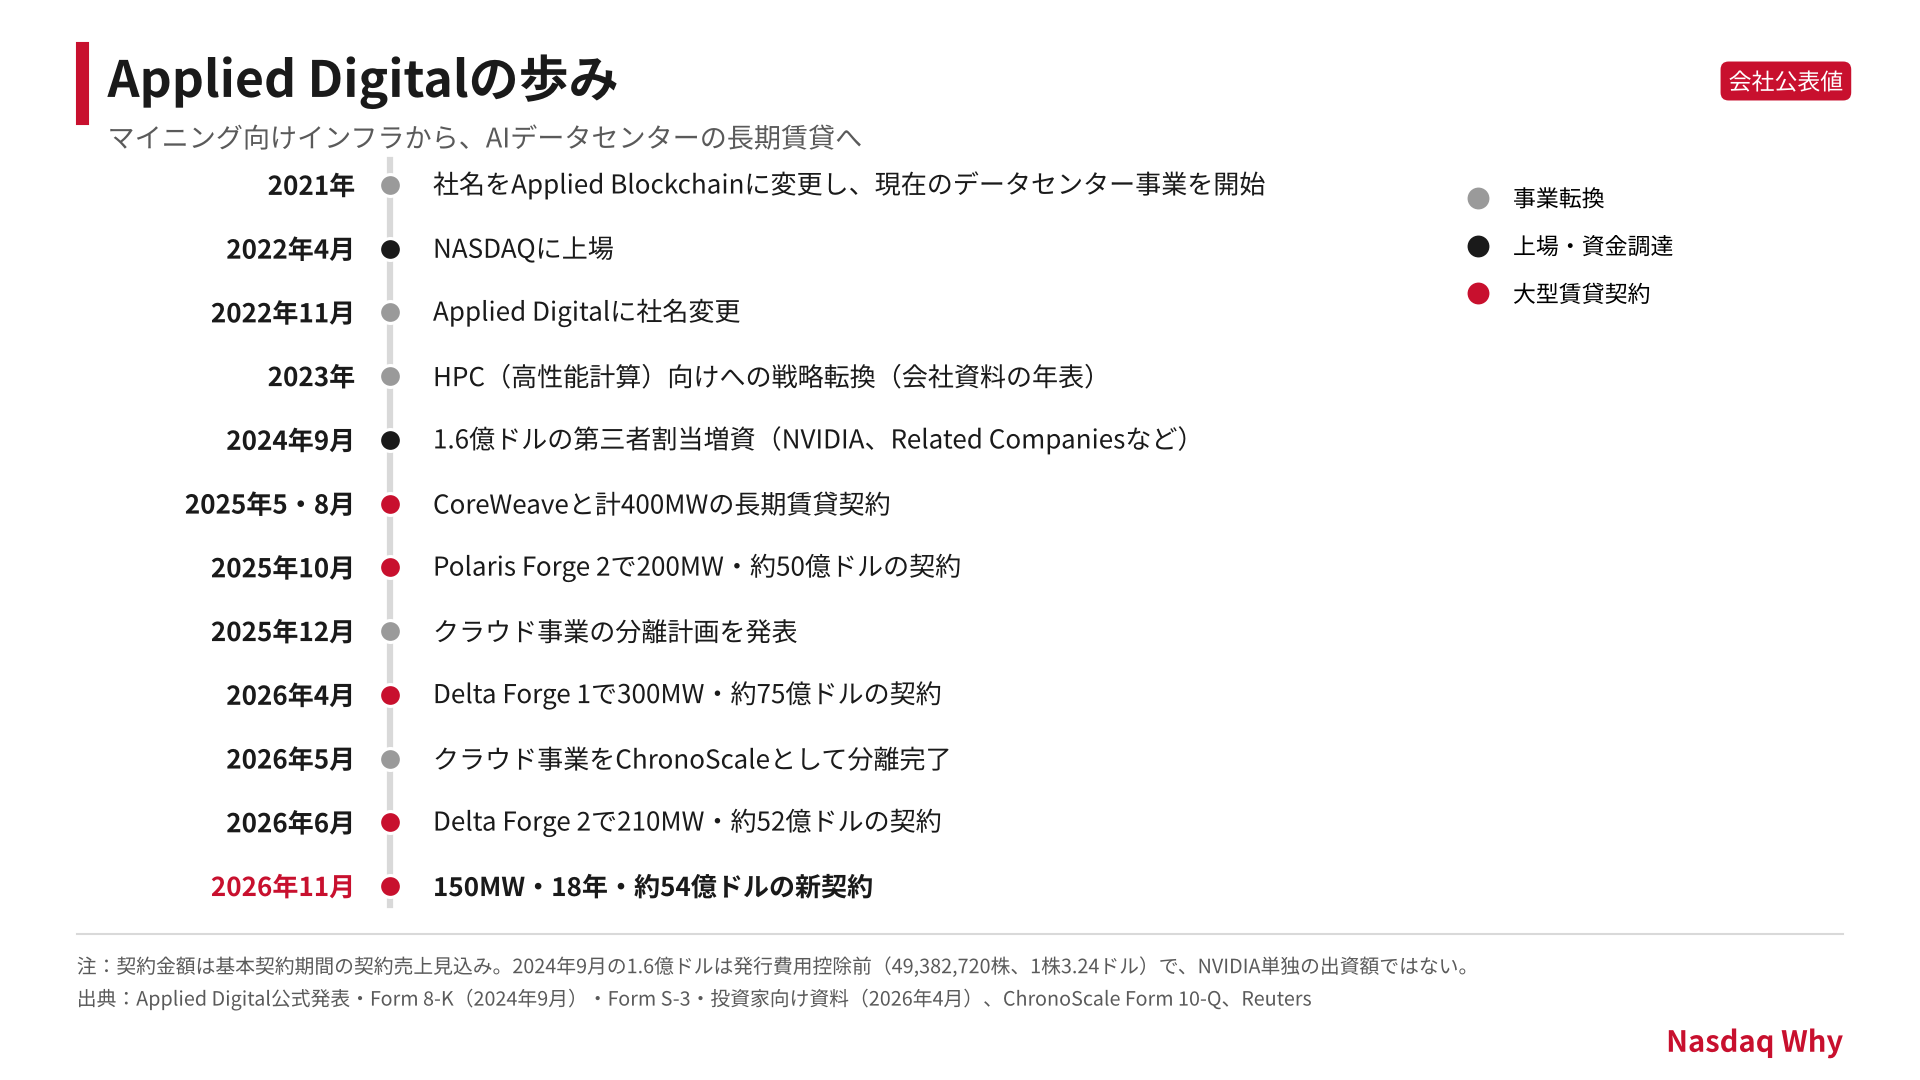 Applied Digitalの歩み
会社公表値
マイニング向けインフラから、AIデータセンターの長期賃貸へ
2021年 社名をApplied Blockchainに変更し、現在のデータセンター事業を開始
2022年4月 NASDAQに上場
2022年11月 Applied Digitalに社名変更
2023年 HPC（高性能計算）向けへの戦略転換（会社資料の年表）
2024年9月 1.6億ドルの第三者割当増資（NVIDIA、Related Companiesなど）
2025年5・8月 CoreWeaveと計400MWの長期賃貸契約
2025年10月 Polaris Forge 2で200MW・約50億ドルの契約
2025年12月 クラウド事業の分離計画を発表
2026年4月 Delta Forge 1で300MW・約75億ドルの契約
2026年5月 クラウド事業をChronoScaleとして分離完了
2026年6月 Delta Forge 2で210MW・約52億ドルの契約
2026年11月 150MW・18年・約54億ドルの新契約
事業転換
上場・資金調達
大型賃貸契約
注：契約金額は基本契約期間の契約売上見込み。2024年9月の1.6億ドルは発行費用控除前（49,382,720株、1株3.24ドル）で、NVIDIA単独の出資額ではない。
出典：Applied Digital公式発表・Form 8-K（2024年9月）・Form S-3・投資家向け資料（2026年4月）、ChronoScale Form 10-Q、Reuters
Nasdaq Why